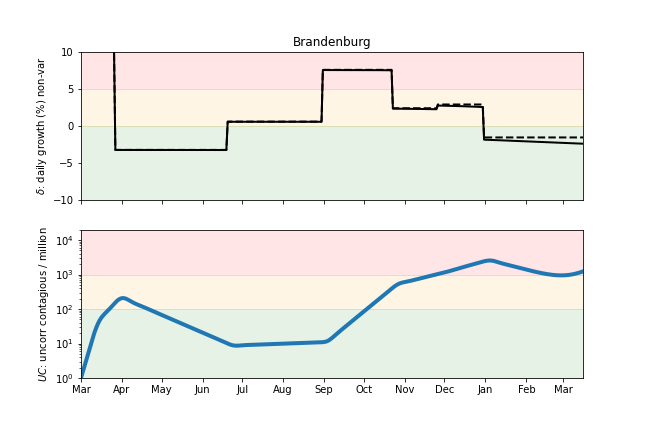 Brandenburg
10
5
0
−5
−10
δ: daily growth (%) non-var
10⁴
10³
10²
10¹
10⁰
UC: uncorr contagious / million
Mar Apr May Jun Jul Aug Sep Oct Nov Dec Jan Feb Mar